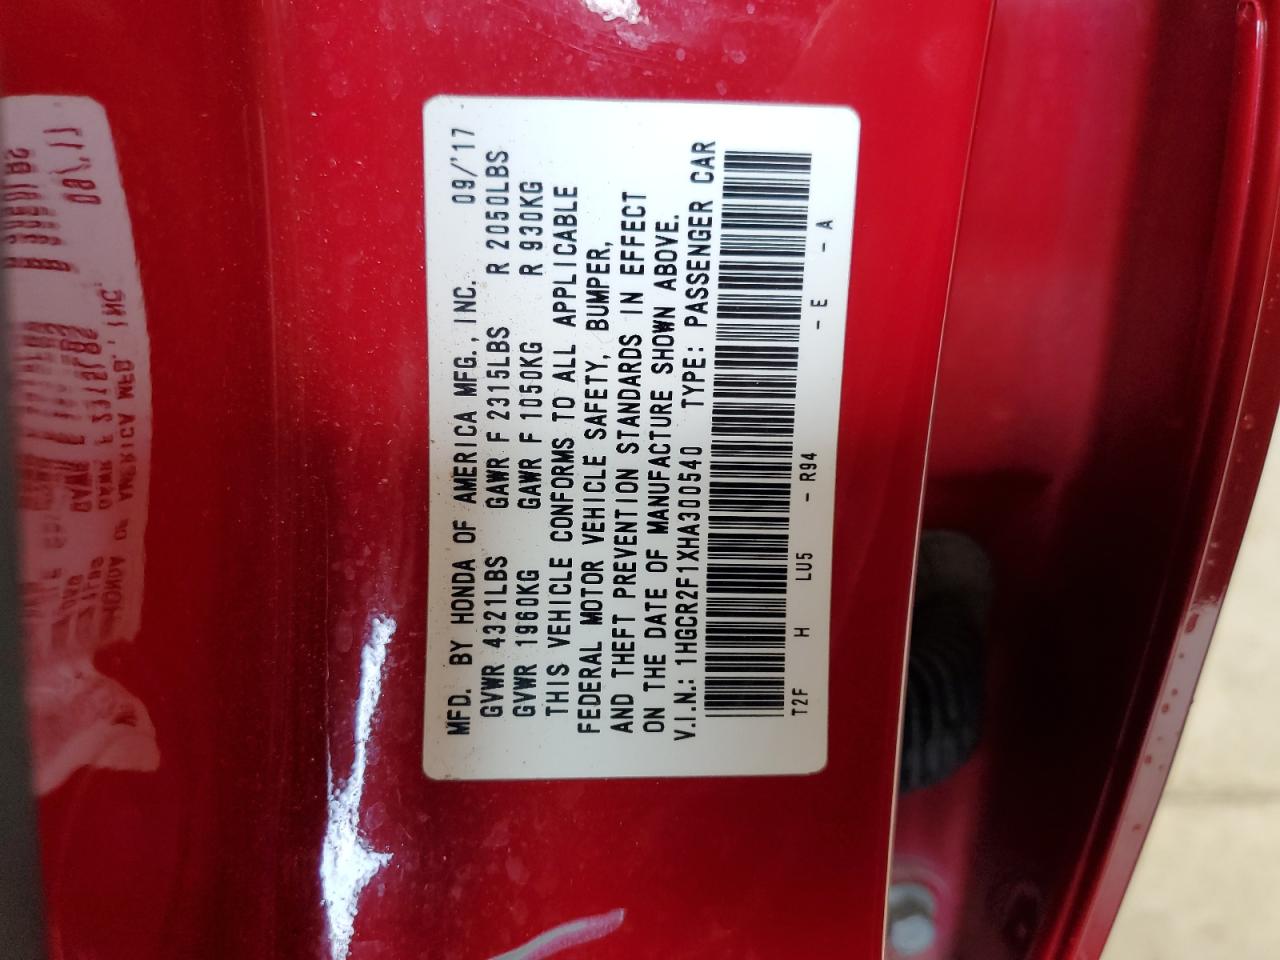 MFD. BY HONDA OF AMERICA MFG., INC. 09/'17
GVWR 4321LBS GAWR F 2315LBS R 2050LBS
GVWR 1960KG GAWR F 1050KG R 930KG
THIS VEHICLE CONFORMS TO ALL APPLICABLE
FEDERAL MOTOR VEHICLE SAFETY, BUMPER,
AND THEFT PREVENTION STANDARDS IN EFFECT
ON THE DATE OF MANUFACTURE SHOWN ABOVE.
V.I.N.: 1HGCR2F1XHA300540 TYPE: PASSENGER CAR
T2F H LU5 - R94 - E - A